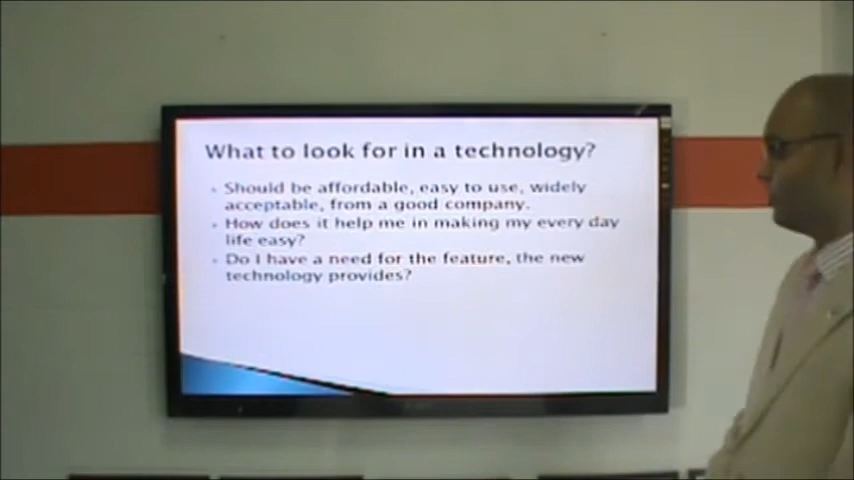 What to look for in a technology?
Should be affordable, easy to use, widely
acceptable, from a good company.
How does it help me in making my every day
life easy?
Do I have a need for the feature, the new
technology provides?